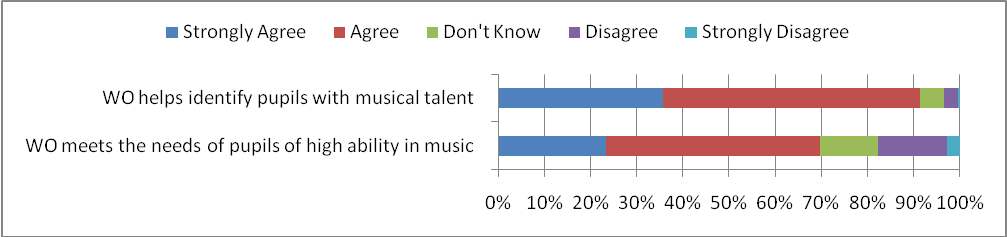 Strongly Agree Agree Don't Know Disagree Strongly Disagree
WO helps identify pupils with musical talent
WO meets the needs of pupils of high ability in music
0% 10% 20% 30% 40% 50% 60% 70% 80% 90% 100%